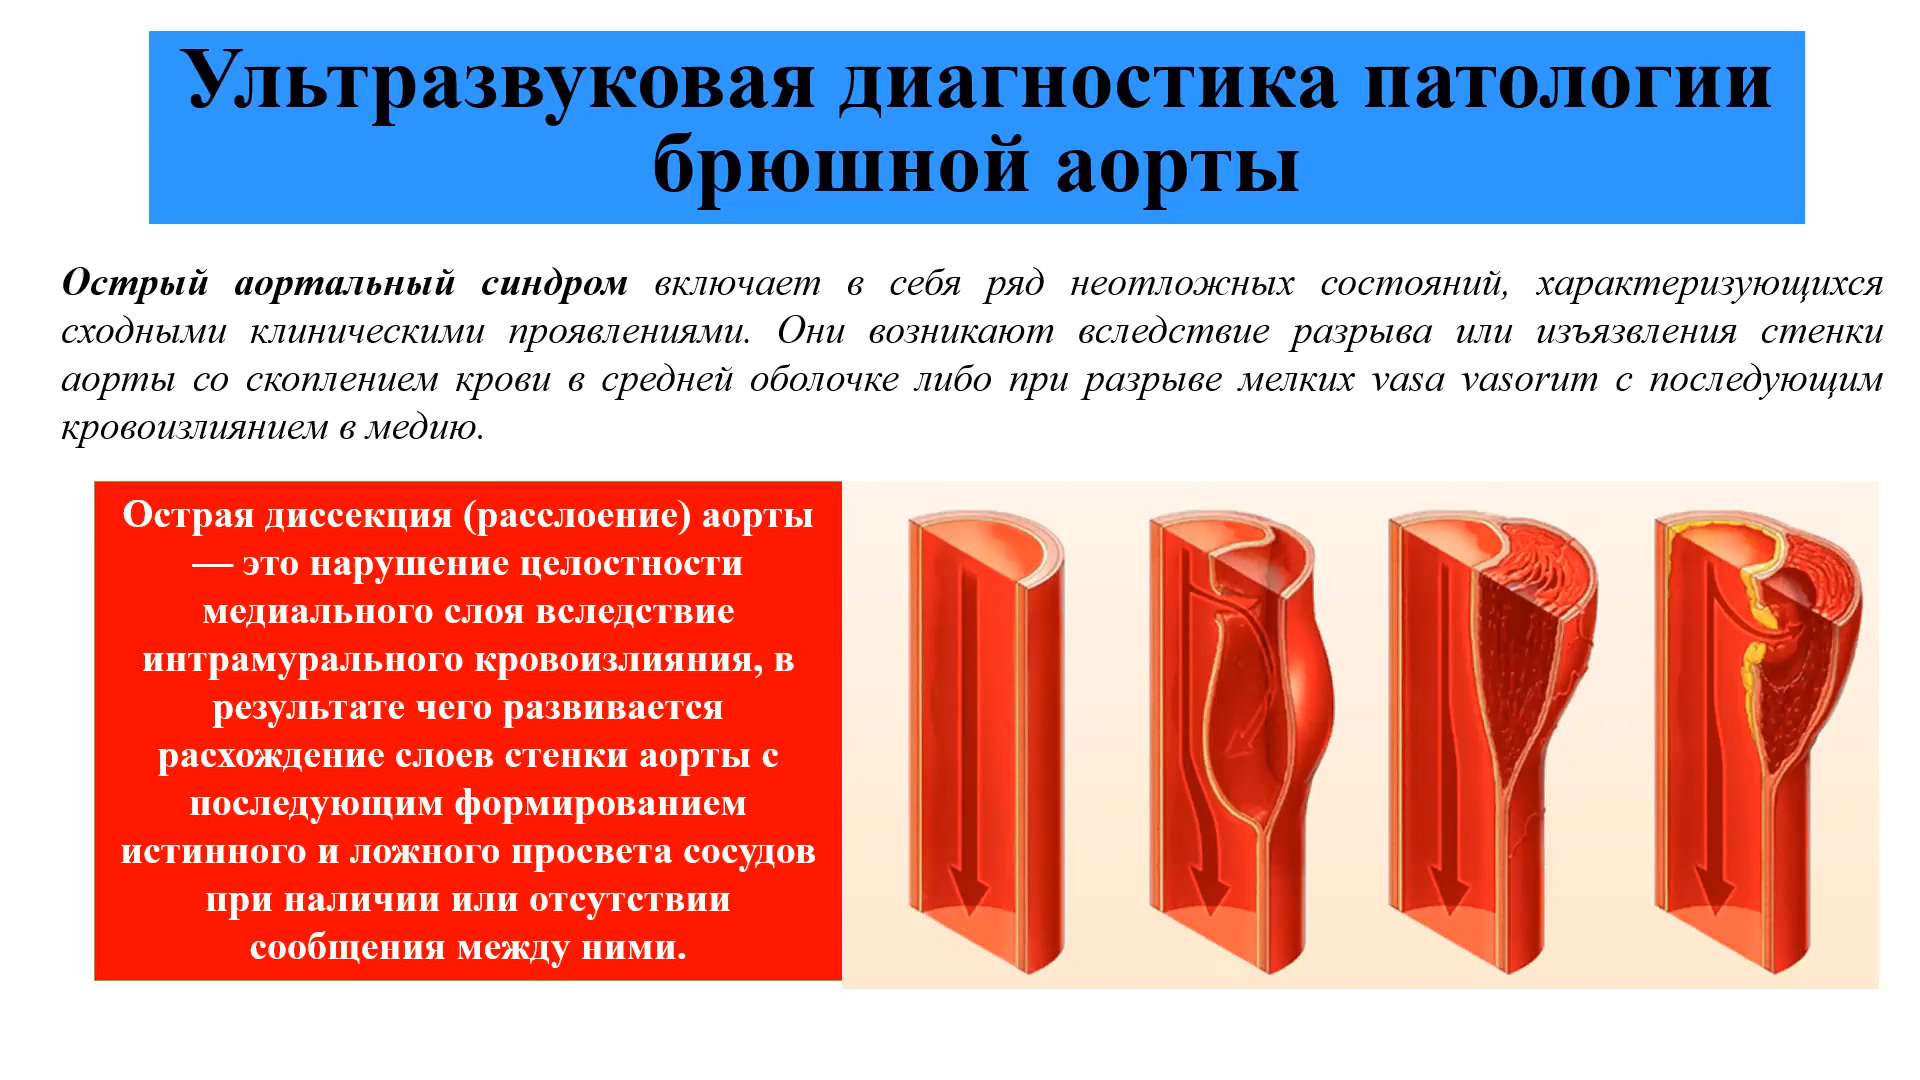 Ультразвуковая диагностика патологии
брюшной аорты
Острый аортальный синдром включает в себя ряд неотложных состояний, характеризующихся
сходными клиническими проявлениями. Они возникают вследствие разрыва или изъязвления стенки
аорты со скоплением крови в средней оболочке либо при разрыве мелких vasa vasorum с последующим
кровоизлиянием в медию.
Острая диссекция (расслоение) аорты
— это нарушение целостности
медиального слоя вследствие
интрамурального кровоизлияния, в
результате чего развивается
расхождение слоев стенки аорты с
последующим формированием
истинного и ложного просвета сосудов
при наличии или отсутствии
сообщения между ними.